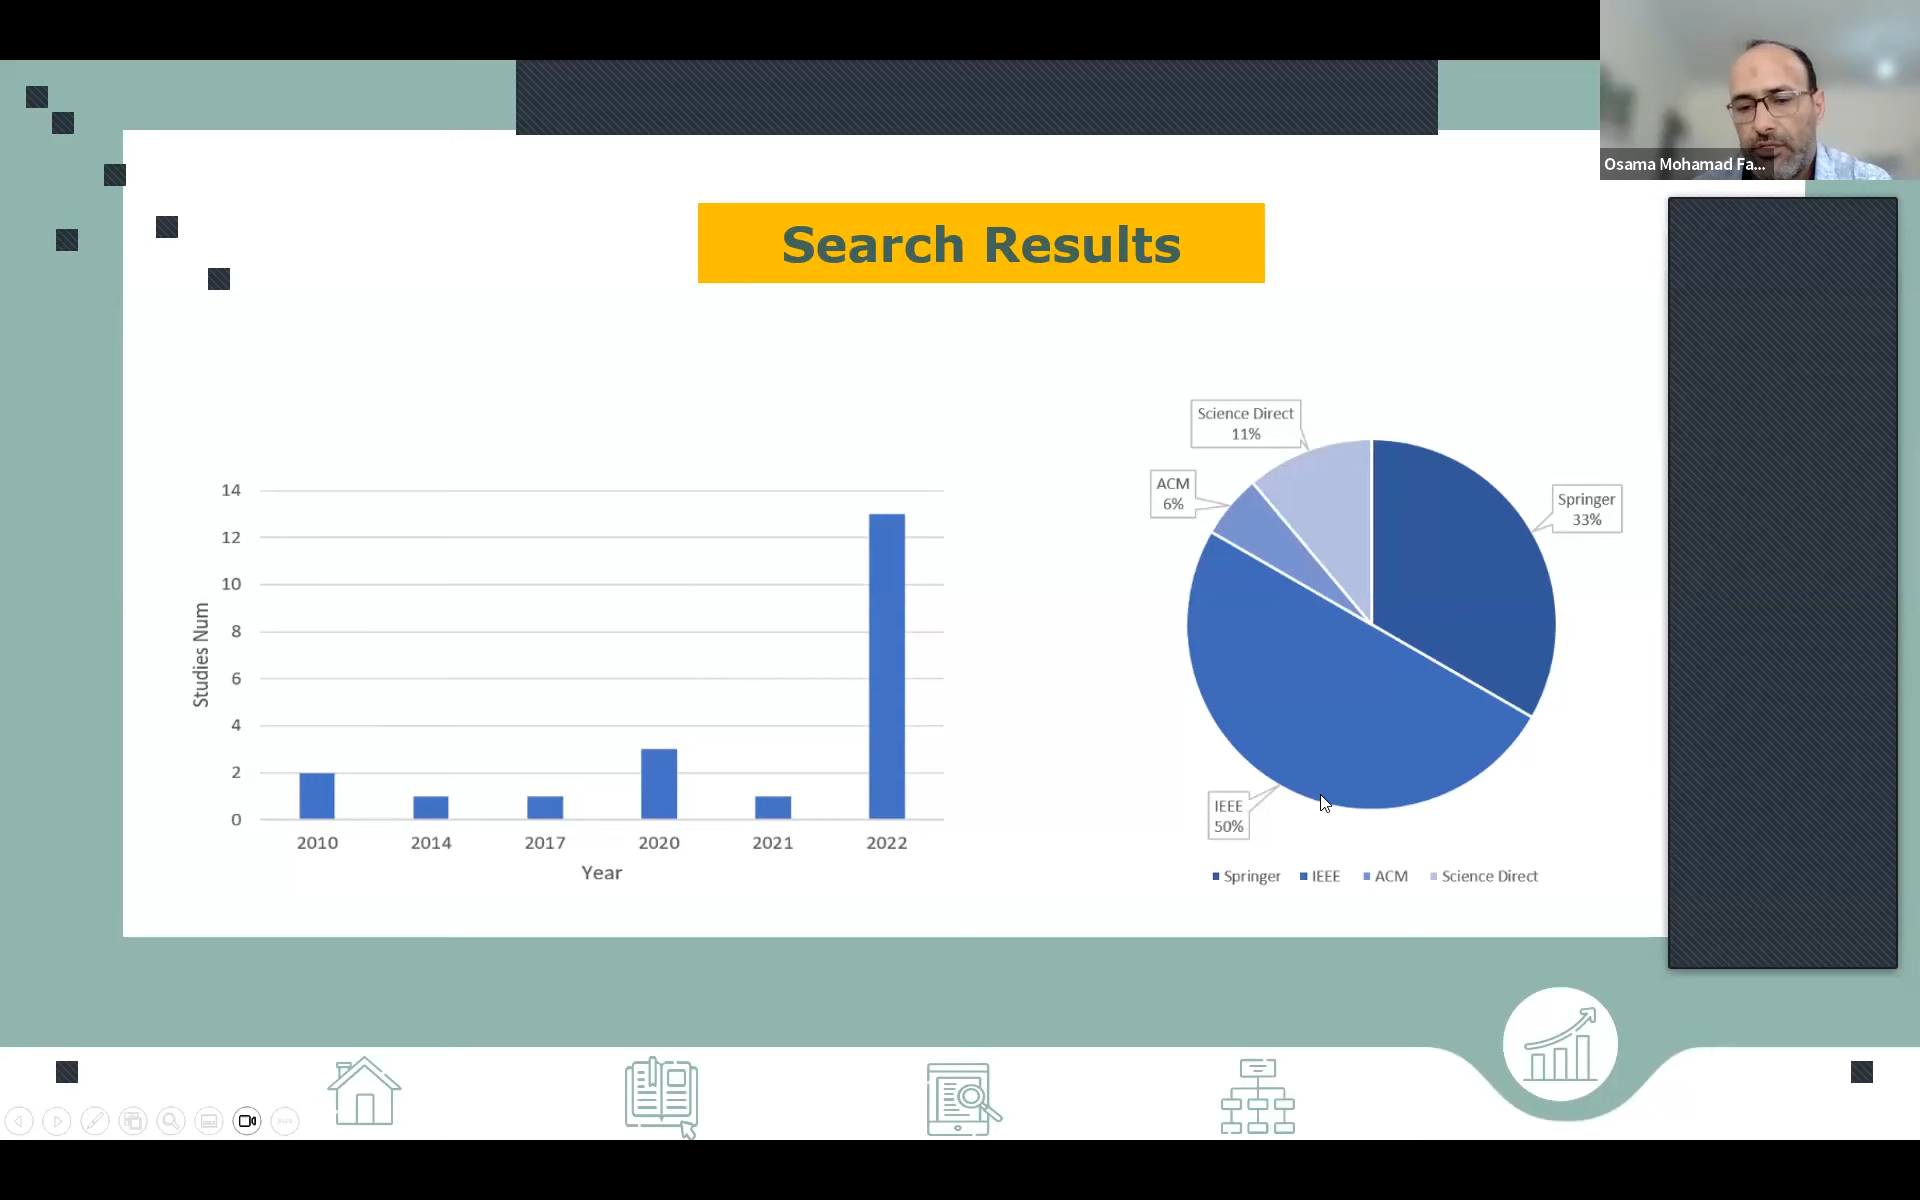 Osama Mohamad Fa...
Search Results
14
12
10
8
6
4
2
0
Studies Num
2010 2014 2017 2020 2021 2022
Year
Science Direct
11%
ACM
6%
Springer
33%
IEEE
50%
Springer IEEE ACM Science Direct